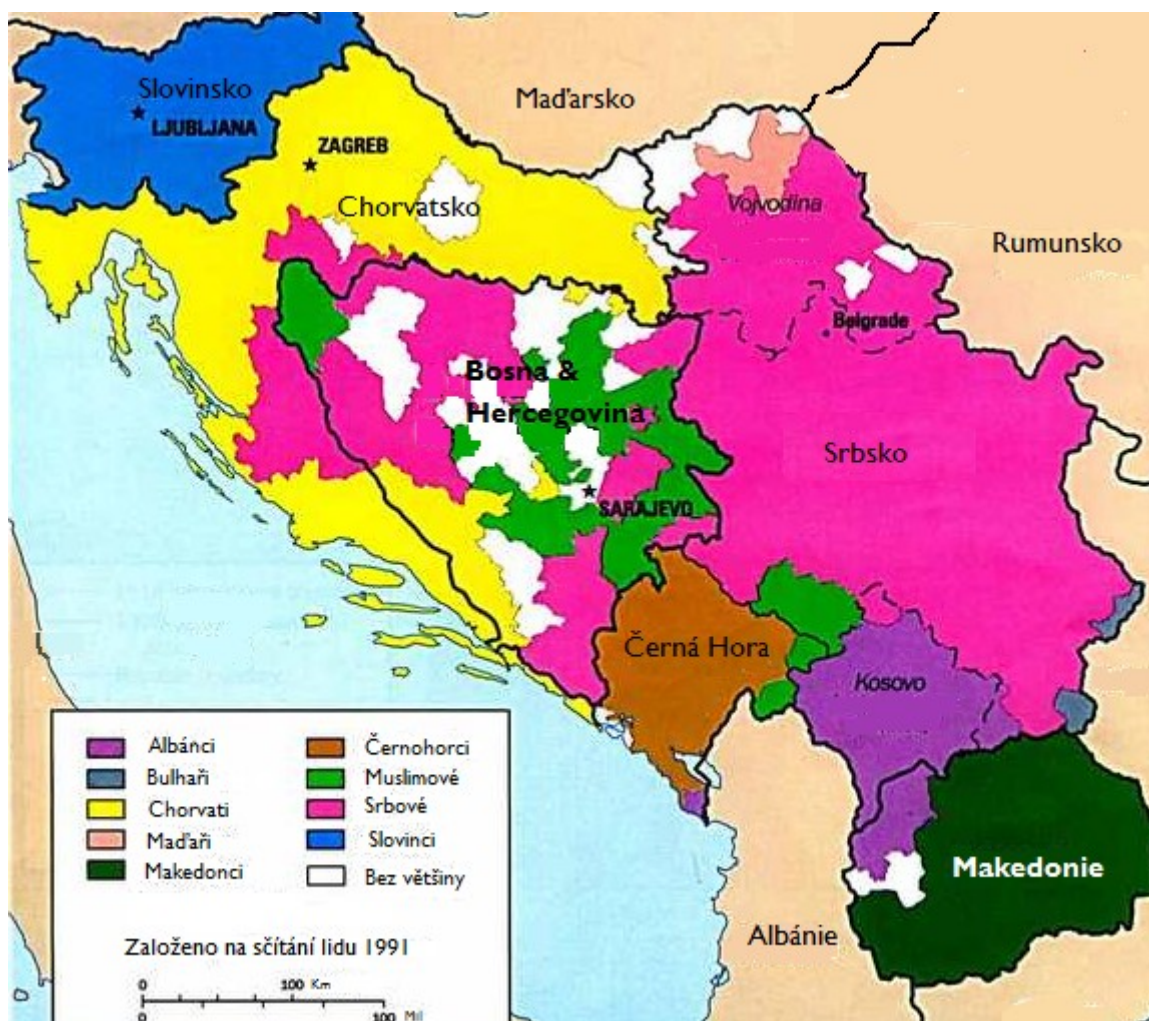 Slovinsko
LJUBLJANA
Maďarsko
ZAGREB
Chorvatsko
Vojvodina
Rumunsko
Belgrade
Bosna &
Hercegovina
Srbsko
SARAJEVO
Černá Hora
Kosovo
Makedonie
Albánie
Albánci
Bulhaři
Chorvati
Maďaři
Makedonci
Černohorci
Muslimové
Srbové
Slovinci
Bez většiny
Založeno na sčítání lidu 1991
0 100 Km
0 100 Mil